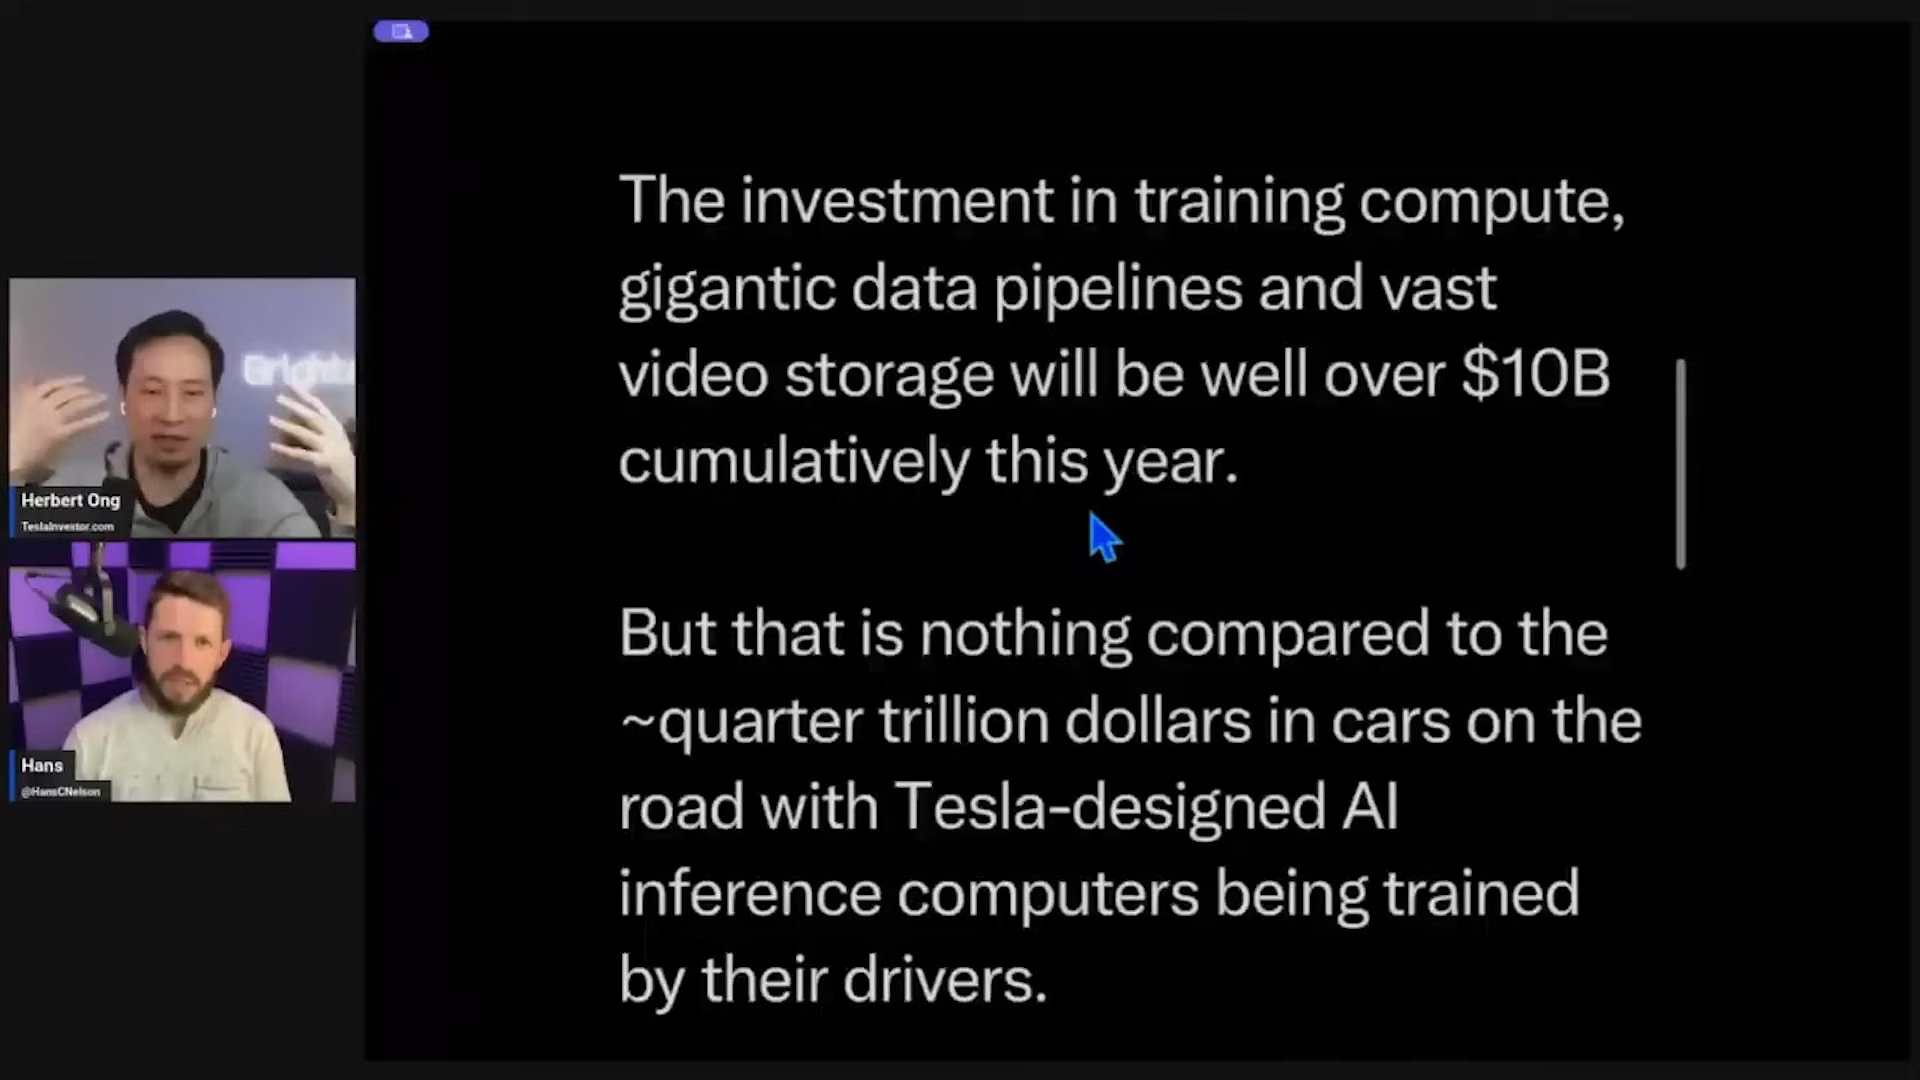 The investment in training compute,
gigantic data pipelines and vast
video storage will be well over $10B
cumulatively this year.
But that is nothing compared to the
~quarter trillion dollars in cars on the
road with Tesla-designed AI
inference computers being trained
by their drivers.
Herbert Ong
TeslaInvestor.com
Hans
@HansCNelson